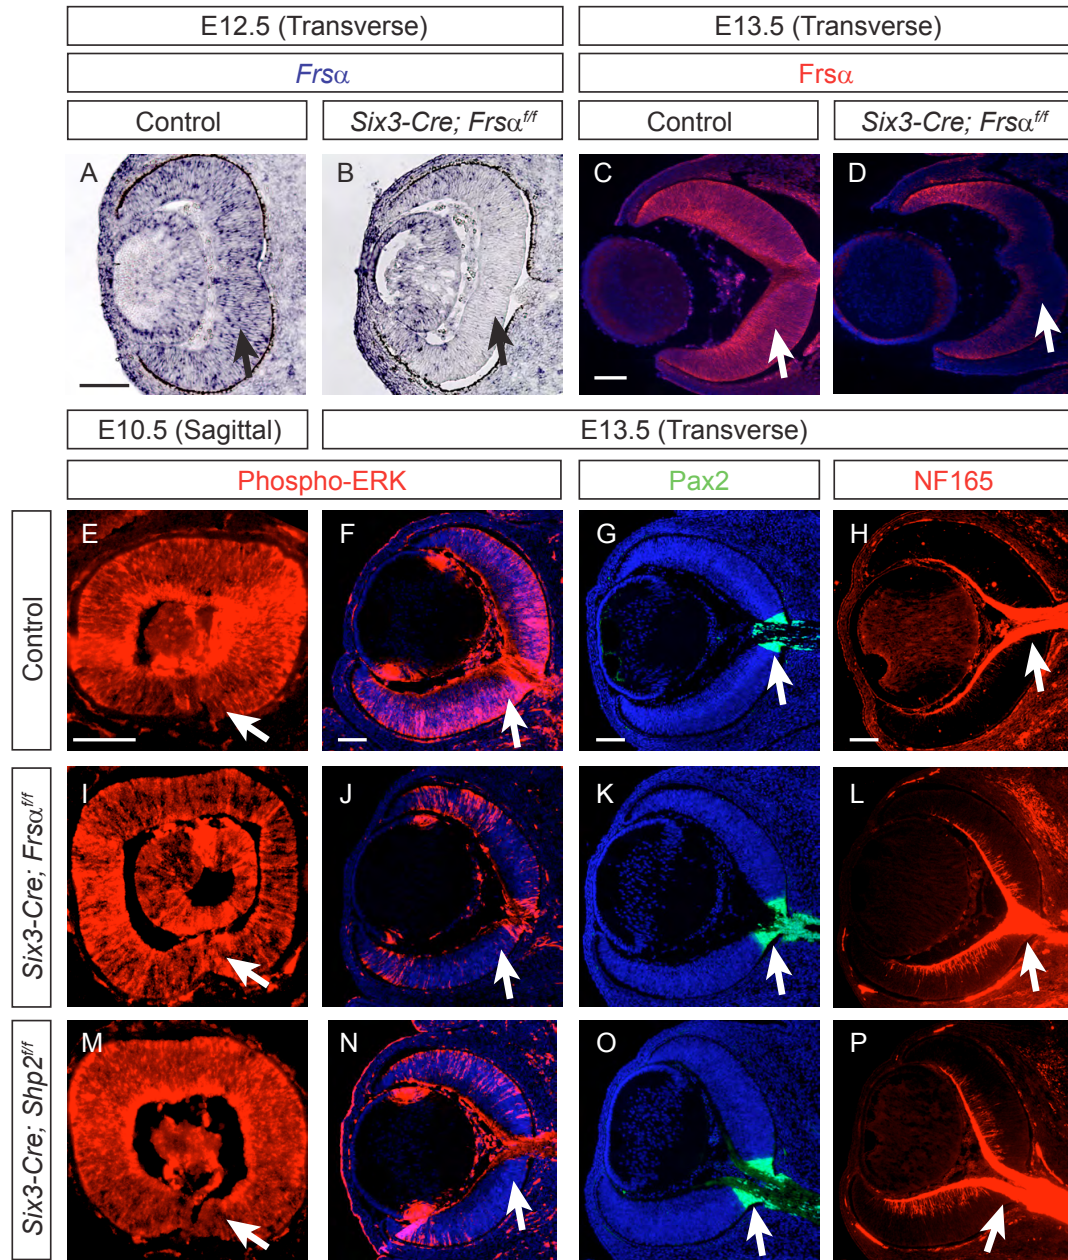 E12.5 (Transverse)
E13.5 (Transverse)
Frsα
Frsα
Control
Six3-Cre; Frsα^f/f
Control
Six3-Cre; Frsα^f/f
A
B
C
D
E10.5 (Sagittal)
E13.5 (Transverse)
Phospho-ERK
Pax2
NF165
Control
E
F
G
H
Six3-Cre; Frsα^f/f
I
J
K
L
Six3-Cre; Shp2^f/f
M
N
O
P